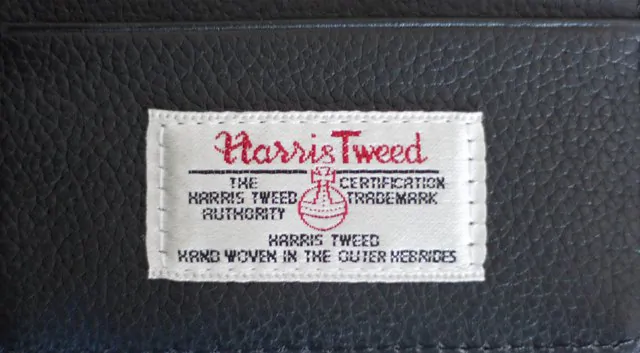 Harris Tweed
THE CERTIFICATION
HARRIS TWEED TRADEMARK
AUTHORITY
HARRIS TWEED
HAND WOVEN IN THE OUTER HEBRIDES